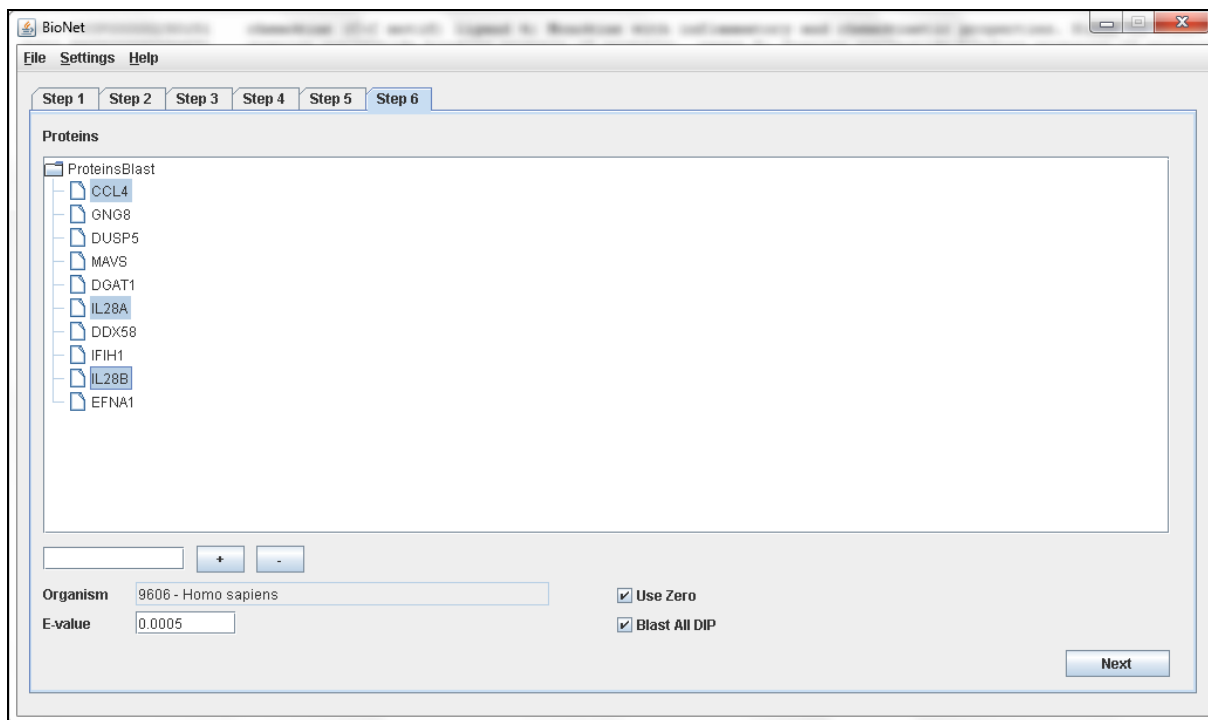 BioNet
File Settings Help
Step 1 Step 2 Step 3 Step 4 Step 5 Step 6
Proteins
ProteinsBlast
CCL4
GNG8
DUSP5
MAVS
DGAT1
IL28A
DDX58
IFIH1
IL28B
EFNA1
+ -
Organism 9606 - Homo sapiens Use Zero
E-value 0.0005 Blast All DIP
Next